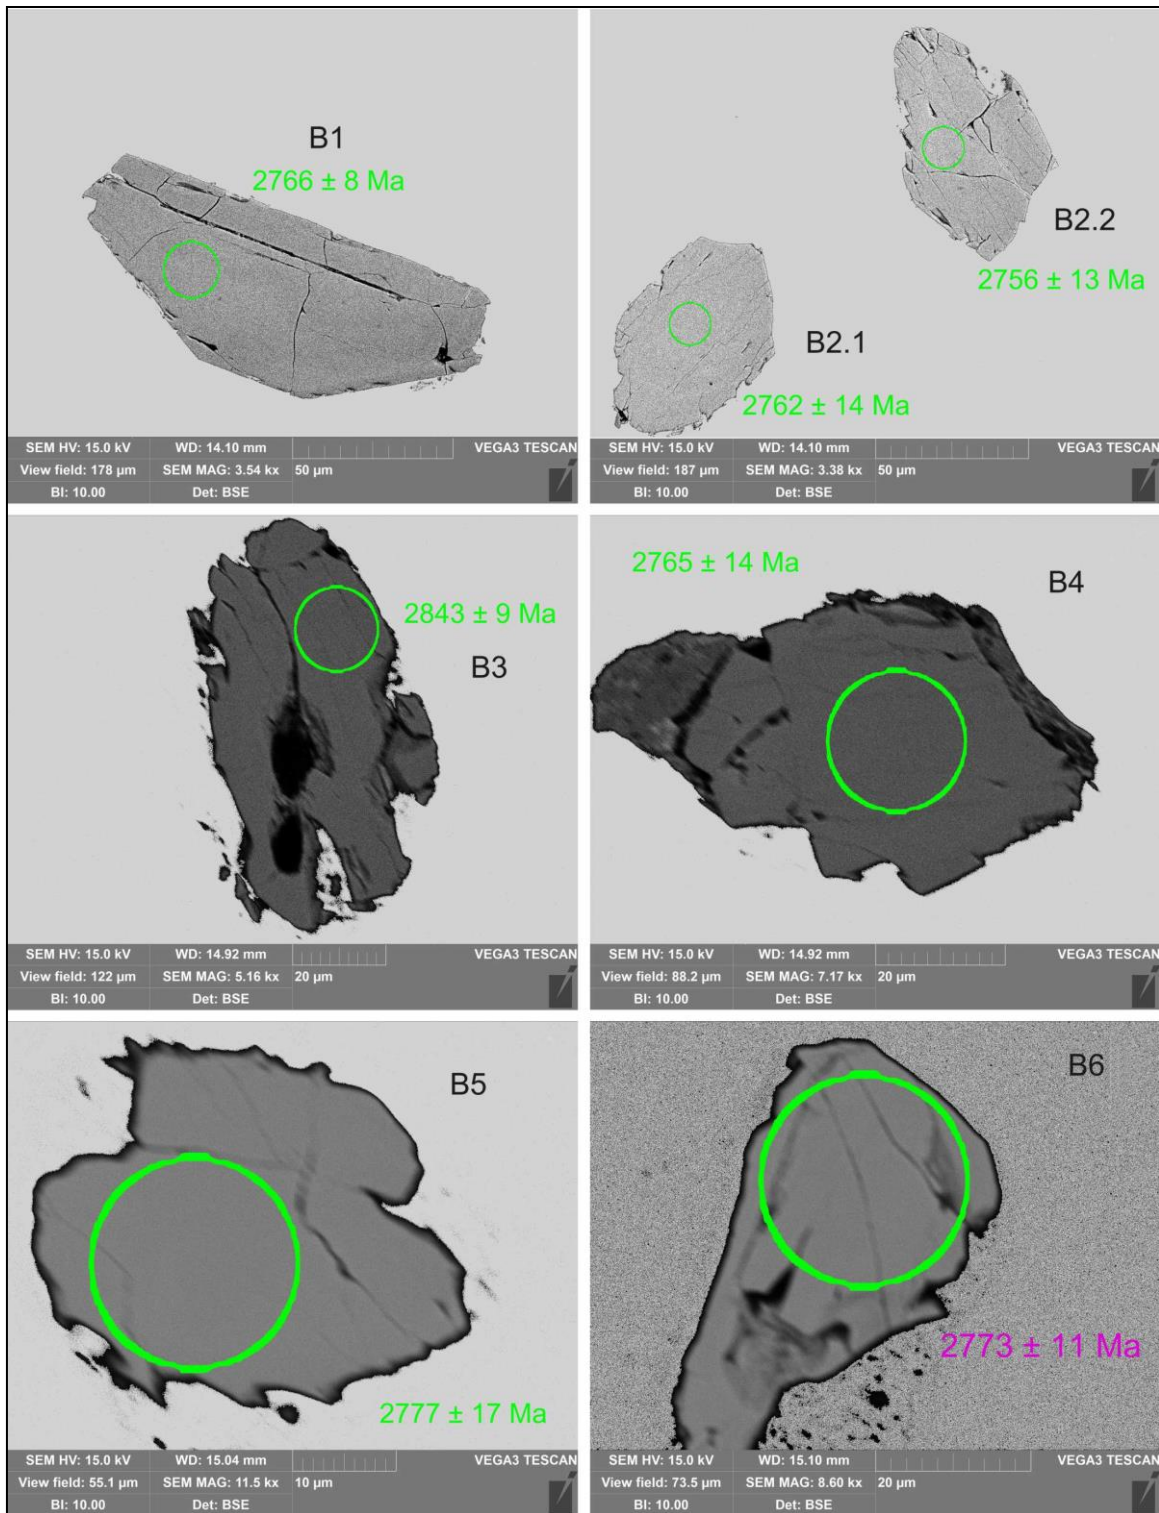 B1
2766 ± 8 Ma
B2.2
2756 ± 13 Ma
B2.1
2762 ± 14 Ma
SEM HV: 15.0 kV WD: 14.10 mm VEGA3 TESCAN
View field: 178 µm SEM MAG: 3.54 kx 50 µm
BI: 10.00 Det: BSE
SEM HV: 15.0 kV WD: 14.10 mm VEGA3 TESCAN
View field: 187 µm SEM MAG: 3.38 kx 50 µm
BI: 10.00 Det: BSE
2843 ± 9 Ma
B3
2765 ± 14 Ma
B4
SEM HV: 15.0 kV WD: 14.92 mm VEGA3 TESCAN
View field: 122 µm SEM MAG: 5.16 kx 20 µm
BI: 10.00 Det: BSE
SEM HV: 15.0 kV WD: 14.92 mm VEGA3 TESCAN
View field: 88.2 µm SEM MAG: 7.17 kx 20 µm
BI: 10.00 Det: BSE
B5
2777 ± 17 Ma
B6
2773 ± 11 Ma
SEM HV: 15.0 kV WD: 15.04 mm VEGA3 TESCAN
View field: 55.1 µm SEM MAG: 11.5 kx 10 µm
BI: 10.00 Det: BSE
SEM HV: 15.0 kV WD: 15.10 mm VEGA3 TESCAN
View field: 73.5 µm SEM MAG: 8.60 kx 20 µm
BI: 10.00 Det: BSE